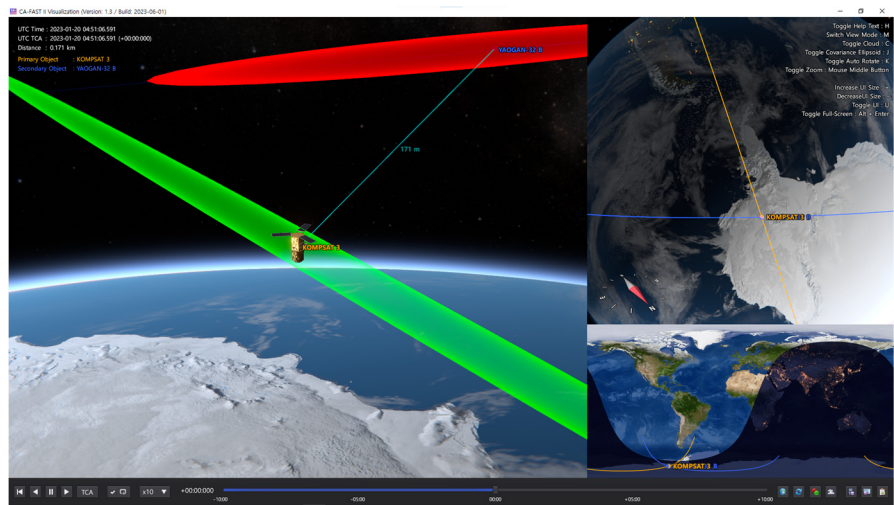 CA-FAST II Visualization (Version: 1.3 / Build: 2023-06-01)
UTC Time : 2023-01-20 04:51:06.591
UTC TCA : 2023-01-20 04:51:06.591 (+00:00:000)
Distance : 0.171 km
Primary Object : KOMPSAT 3
Secondary Object : YAOGAN-32 B
YAOGAN-32 B
171 m
KOMPSAT 3
Toggle Help Text : H
Switch View Mode : M
Toggle Cloud : C
Toggle Covariance Ellipsoid : J
Toggle Auto Rotate : K
Toggle Zoom : Mouse Middle Button
Increase UI Size : +
DecreaseUI Size : -
Toggle UI : U
Toggle Full-Screen : Alt + Enter
KOMPSAT 3 B
N
3 KOMPSAT 3 B
TCA
x10
+00:00:000
-10:00
-05:00
00:00
+05:00
+10:00